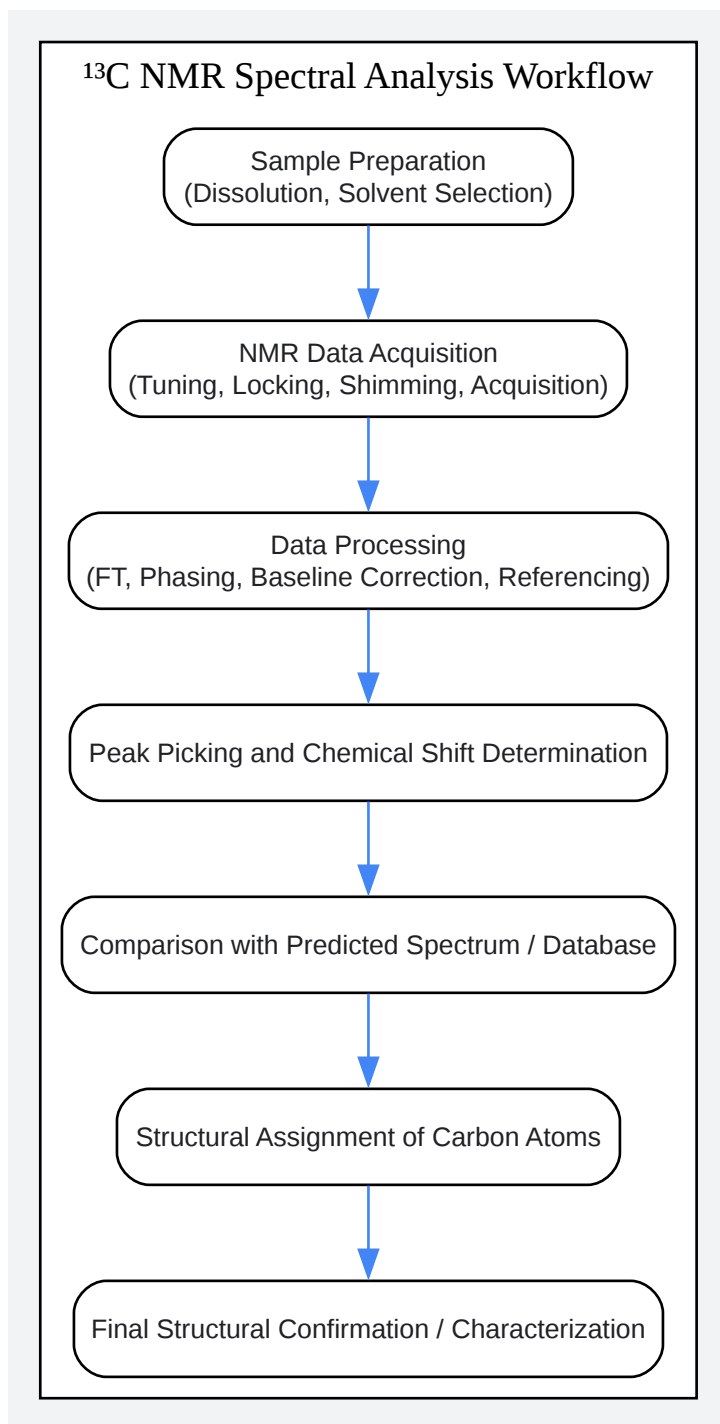 ¹³C NMR Spectral Analysis Workflow
Sample Preparation
(Dissolution, Solvent Selection)
NMR Data Acquisition
(Tuning, Locking, Shimming, Acquisition)
Data Processing
(FT, Phasing, Baseline Correction, Referencing)
Peak Picking and Chemical Shift Determination
Comparison with Predicted Spectrum / Database
Structural Assignment of Carbon Atoms
Final Structural Confirmation / Characterization